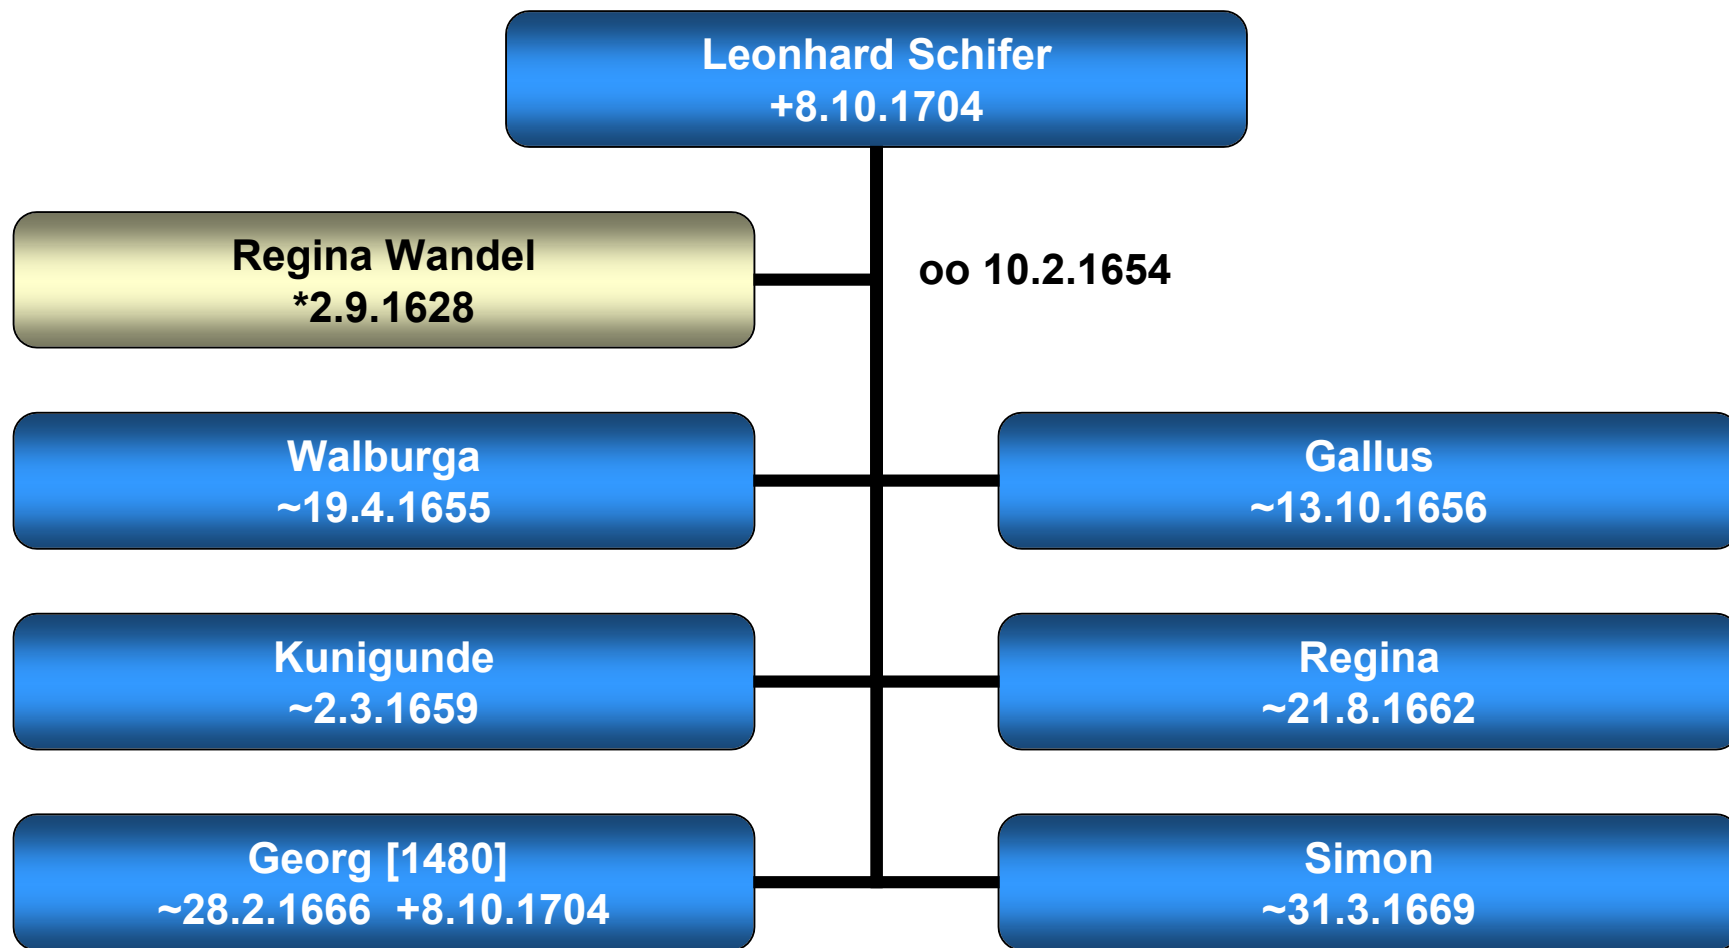 Leonhard Schifer
+8.10.1704
Regina Wandel
*2.9.1628
oo 10.2.1654
Walburga
~19.4.1655
Gallus
~13.10.1656
Kunigunde
~2.3.1659
Regina
~21.8.1662
Georg [1480]
~28.2.1666  +8.10.1704
Simon
~31.3.1669